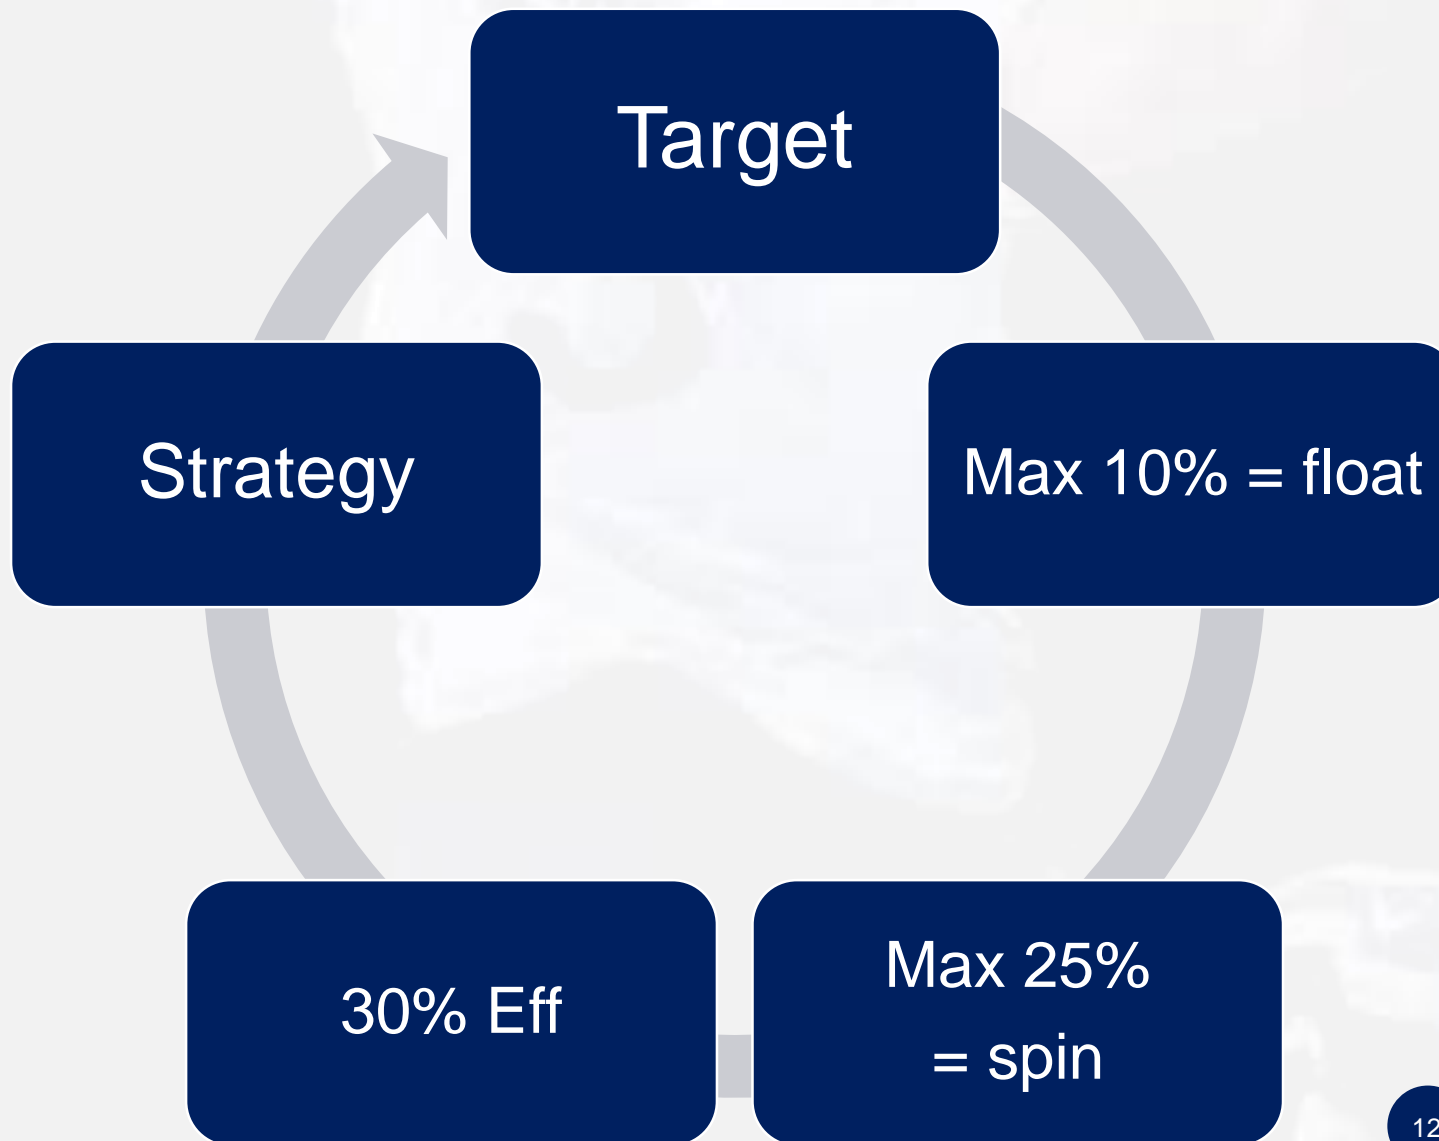 Target
Max 10% = float
Max 25%
= spin
30% Eff
Strategy
12